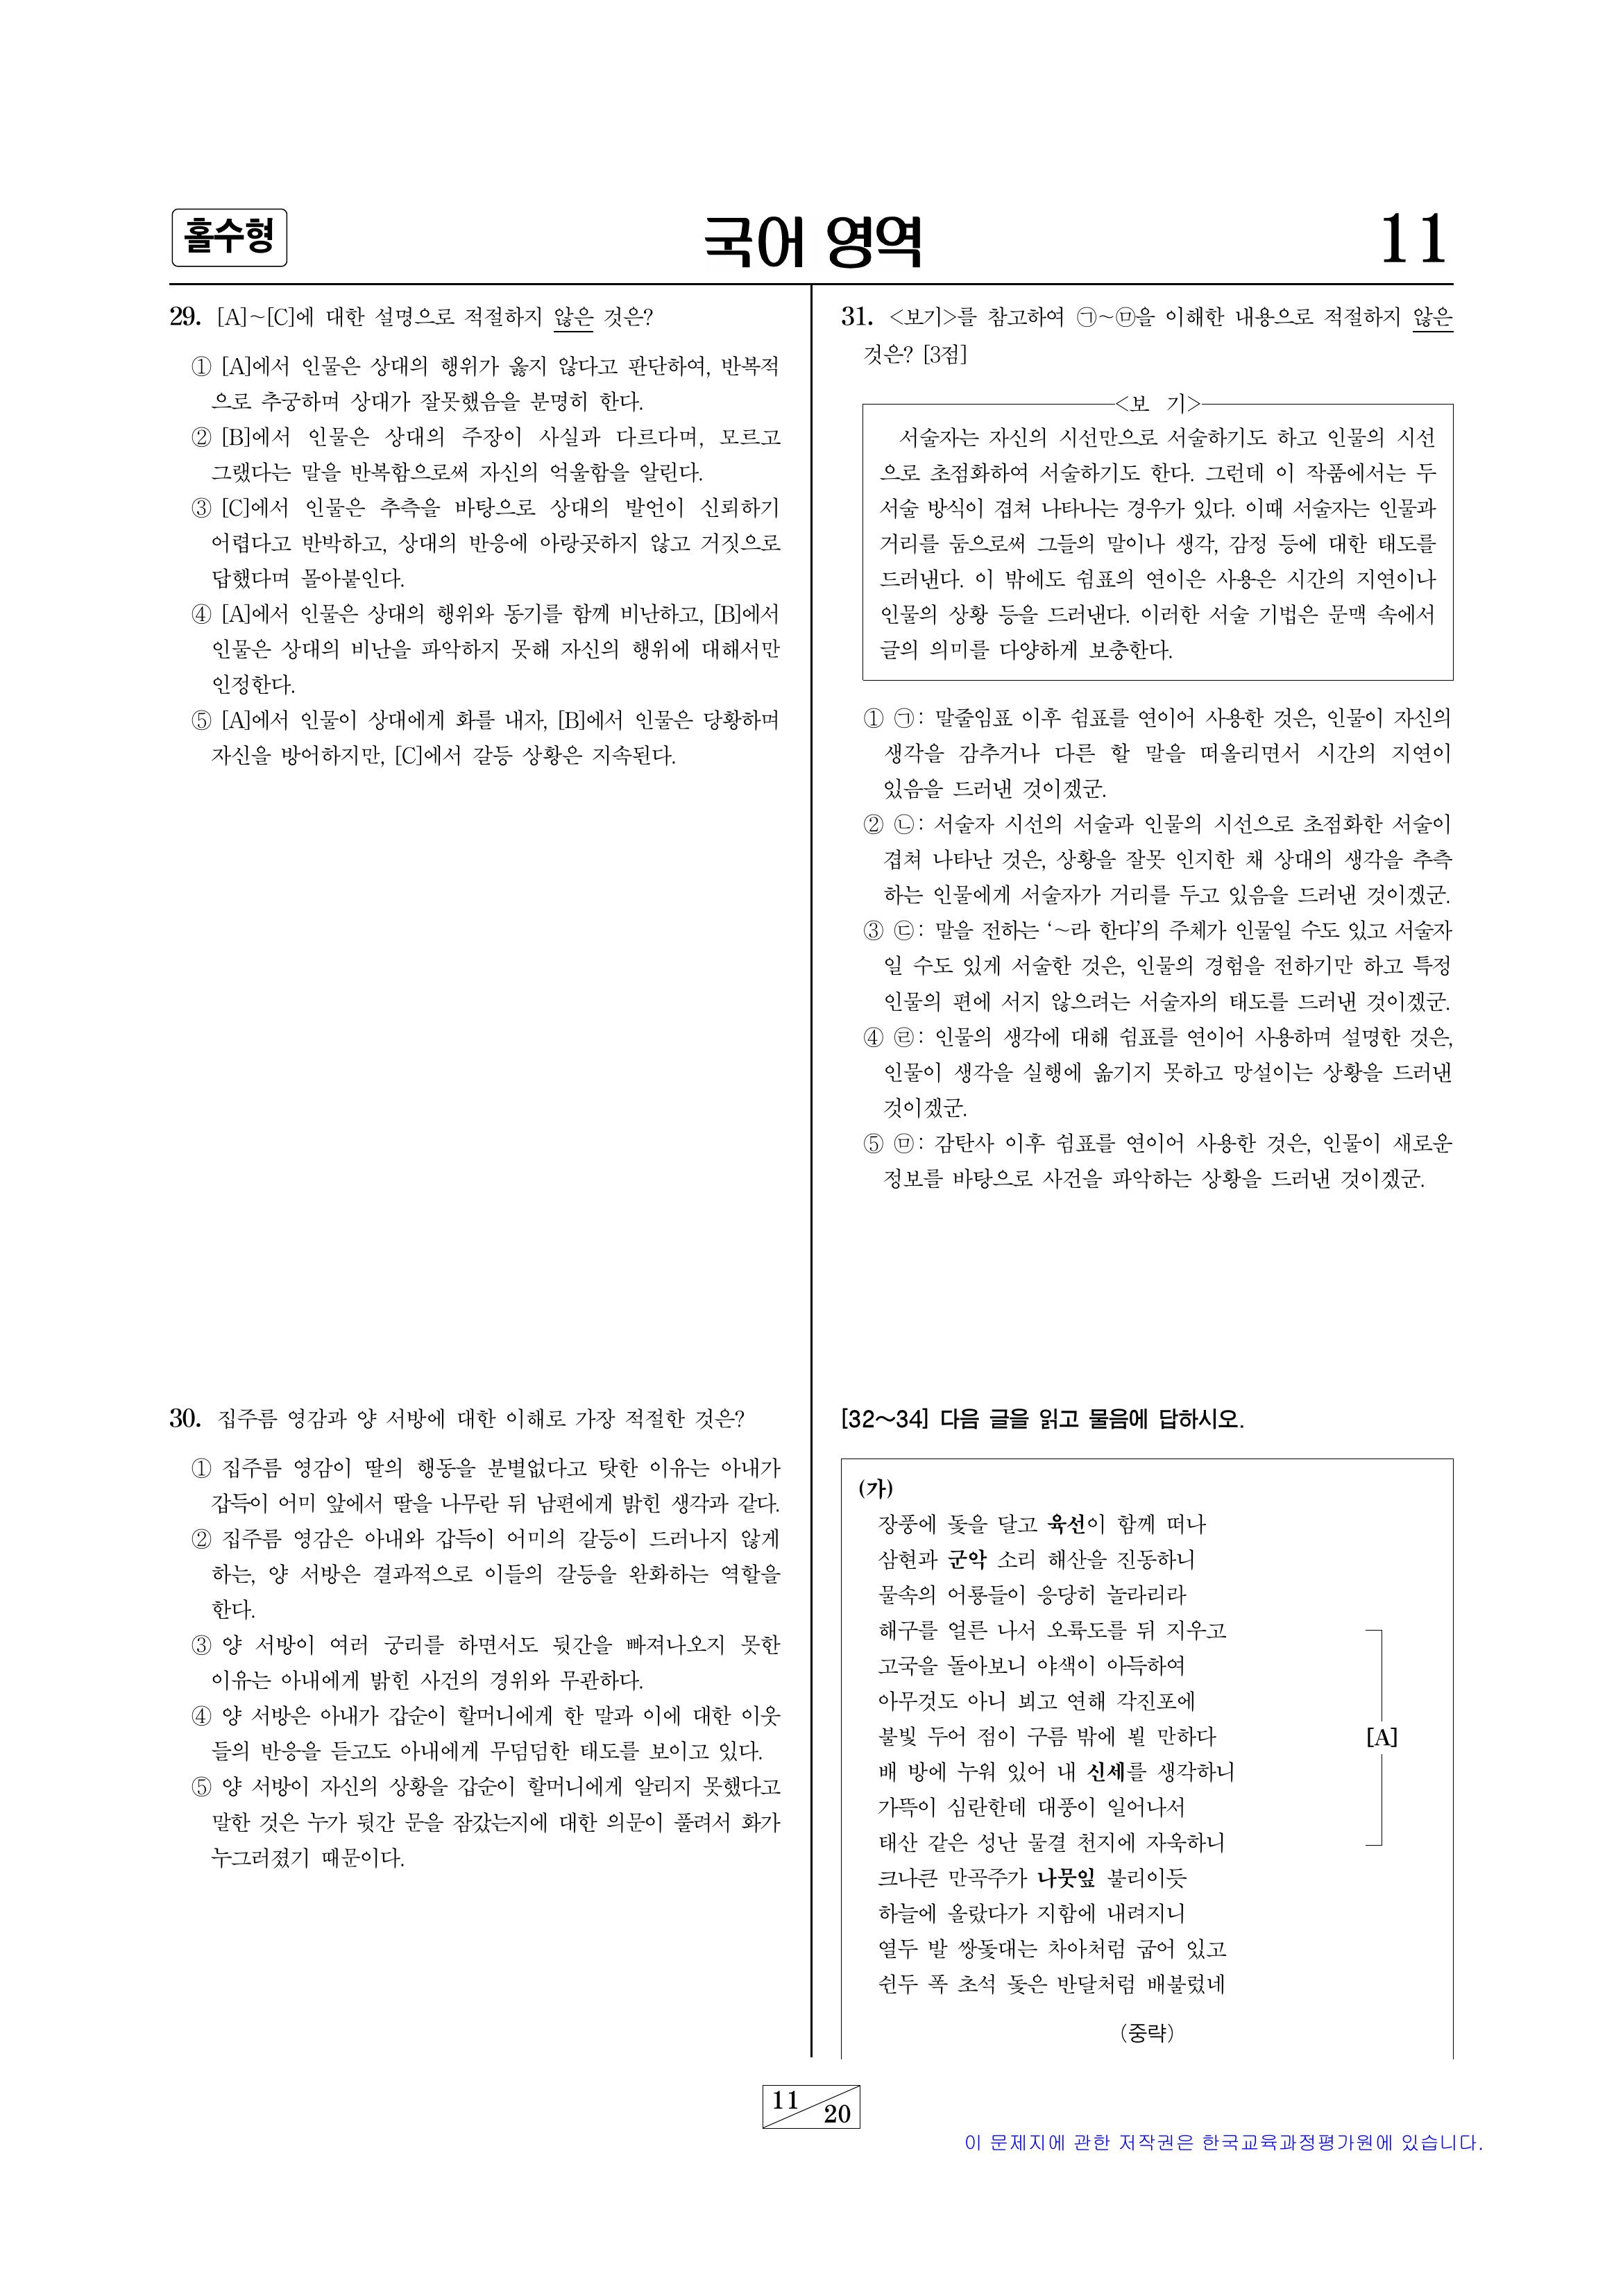 홀수형
국어 영역
11
29. [A]~[C]에 대한 설명으로 적절하지 않은 것은?
① [A]에서 인물은 상대의 행위가 옳지 않다고 판단하여, 반복적
으로 추궁하며 상대가 잘못했음을 분명히 한다.
② [B]에서 인물은 상대의 주장이 사실과 다르다며, 모르고
그랬다는 말을 반복함으로써 자신의 억울함을 알린다.
③ [C]에서 인물은 추측을 바탕으로 상대의 발언이 신뢰하기
어렵다고 반박하고, 상대의 반응에 아랑곳하지 않고 거짓으로
답했다며 몰아붙인다.
④ [A]에서 인물은 상대의 행위와 동기를 함께 비난하고, [B]에서
인물은 상대의 비난을 파악하지 못해 자신의 행위에 대해서만
인정한다.
⑤ [A]에서 인물이 상대에게 화를 내자, [B]에서 인물은 당황하며
자신을 방어하지만, [C]에서 갈등 상황은 지속된다.
30. 집주름 영감과 양 서방에 대한 이해로 가장 적절한 것은?
① 집주름 영감이 딸의 행동을 분별없다고 탓한 이유는 아내가
갑득이 어미 앞에서 딸을 나무란 뒤 남편에게 밝힌 생각과 같다.
② 집주름 영감은 아내와 갑득이 어미의 갈등이 드러나지 않게
하는, 양 서방은 결과적으로 이들의 갈등을 완화하는 역할을
한다.
③ 양 서방이 여러 궁리를 하면서도 뒷간을 빠져나오지 못한
이유는 아내에게 밝힌 사건의 경위와 무관하다.
④ 양 서방은 아내가 갑순이 할머니에게 한 말과 이에 대한 이웃
들의 반응을 듣고도 아내에게 무덤덤한 태도를 보이고 있다.
⑤ 양 서방이 자신의 상황을 갑순이 할머니에게 알리지 못했다고
말한 것은 누가 뒷간 문을 잠갔는지에 대한 의문이 풀려서 화가
누그러졌기 때문이다.
31. <보기>를 참고하여 ㉠~㉤을 이해한 내용으로 적절하지 않은
것은? [3점]
<보 기>
서술자는 자신의 시선만으로 서술하기도 하고 인물의 시선
으로 초점화하여 서술하기도 한다. 그런데 이 작품에서는 두
서술 방식이 겹쳐 나타나는 경우가 있다. 이때 서술자는 인물과
거리를 둠으로써 그들의 말이나 생각, 감정 등에 대한 태도를
드러낸다. 이 밖에도 쉼표의 연이은 사용은 시간의 지연이나
인물의 상황 등을 드러낸다. 이러한 서술 기법은 문맥 속에서
글의 의미를 다양하게 보충한다.
① ㉠: 말줄임표 이후 쉼표를 연이어 사용한 것은, 인물이 자신의
생각을 감추거나 다른 할 말을 떠올리면서 시간의 지연이
있음을 드러낸 것이겠군.
② ㉡: 서술자 시선의 서술과 인물의 시선으로 초점화한 서술이
겹쳐 나타난 것은, 상황을 잘못 인지한 채 상대의 생각을 추측
하는 인물에게 서술자가 거리를 두고 있음을 드러낸 것이겠군.
③ ㉢: 말을 전하는 ‘~라 한다’의 주체가 인물일 수도 있고 서술자
일 수도 있게 서술한 것은, 인물의 경험을 전하기만 하고 특정
인물의 편에 서지 않으려는 서술자의 태도를 드러낸 것이겠군.
④ ㉣: 인물의 생각에 대해 쉼표를 연이어 사용하며 설명한 것은,
인물이 생각을 실행에 옮기지 못하고 망설이는 상황을 드러낸
것이겠군.
⑤ ㉤: 감탄사 이후 쉼표를 연이어 사용한 것은, 인물이 새로운
정보를 바탕으로 사건을 파악하는 상황을 드러낸 것이겠군.
[32~34] 다음 글을 읽고 물음에 답하시오.
(가)
장풍에 돛을 달고 육선이 함께 떠나
삼현과 군악 소리 해산을 진동하니
물속의 어룡들이 응당히 놀라리라
해구를 얼른 나서 오륙도를 뒤 지우고
고국을 돌아보니 야색이 아득하여
아무것도 아니 뵈고 연해 각진포에
불빛 두어 점이 구름 밖에 뵐 만하다
[A]
배 방에 누워 있어 내 신세를 생각하니
가뜩이 심란한데 대풍이 일어나서
태산 같은 성난 물결 천지에 자욱하니
크나큰 만곡주가 나뭇잎 불리이듯
하늘에 올랐다가 지함에 내려지니
열두 발 쌍돛대는 차아처럼 굽어 있고
쉰두 폭 초석 돛은 반달처럼 배불렀네
(중략)
11
20
이 문제지에 관한 저작권은 한국교육과정평가원에 있습니다.